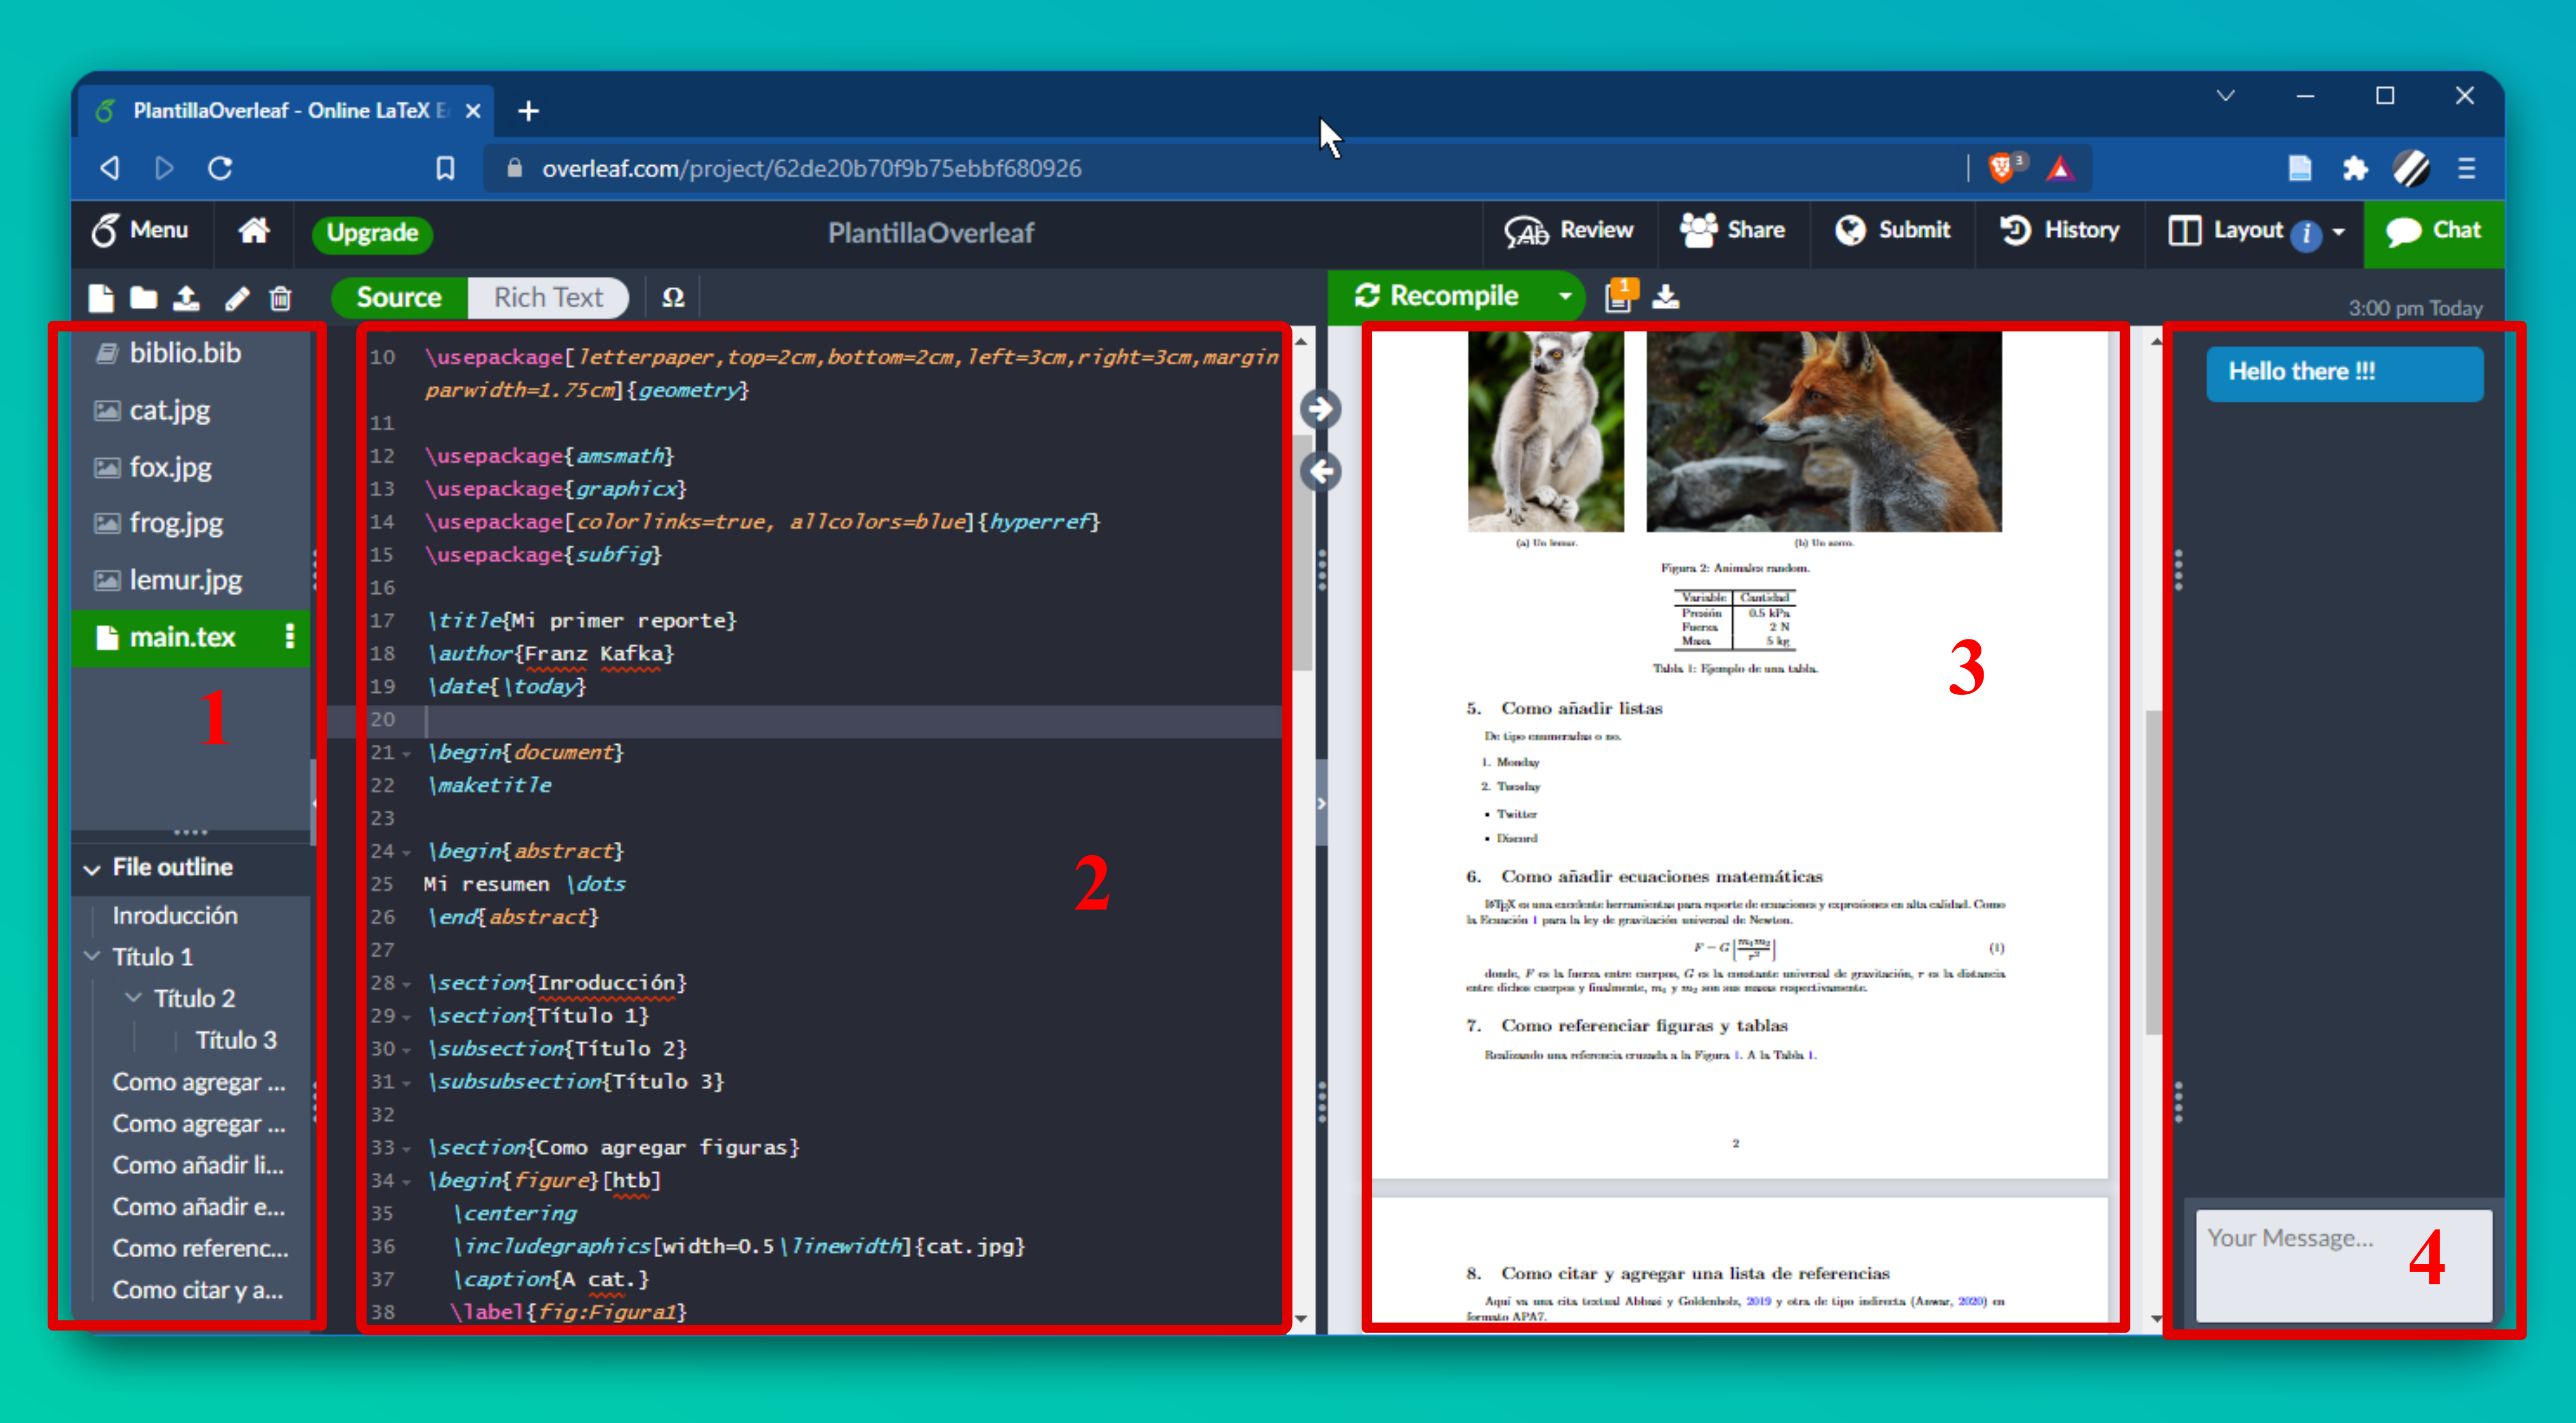 PlantillaOverleaf - Online LaTeX E
overleaf.com/project/62de20b70f9b75ebbf680926
3
Menu
Upgrade
PlantillaOverleaf
Review
Share
Submit
History
Layout
i
Chat
Source
Rich Text
Ω
Recompile
1
3:00 pm Today
biblio.bib
cat.jpg
fox.jpg
frog.jpg
lemur.jpg
main.tex
1
File outline
Inroducción
Título 1
Título 2
Título 3
Como agregar ...
Como agregar ...
Como añadir li...
Como añadir e...
Como referenc...
Como citar y a...
10 \usepackage[letterpaper,top=2cm,bottom=2cm,left=3cm,right=3cm,margin
parwidth=1.75cm]{geometry}
11
12 \usepackage{amsmath}
13 \usepackage{graphicx}
14 \usepackage[colorlinks=true, allcolors=blue]{hyperref}
15 \usepackage{subfig}
16
17 \title{Mi primer reporte}
18 \author{Franz Kafka}
19 \date{\today}
20
21 \begin{document}
22 \maketitle
23
24 \begin{abstract}
25 Mi resumen \dots
26 \end{abstract}
27
28 \section{Inroducción}
29 \section{Título 1}
30 \subsection{Título 2}
31 \subsubsection{Título 3}
32
33 \section{Como agregar figuras}
34 \begin{figure}[htb]
35 \centering
36 \includegraphics[width=0.5\linewidth]{cat.jpg}
37 \caption{A cat.}
38 \label{fig:Figura1}
2
(a) Un lemur.
(b) Un zorro.
Figura 2: Animales random.
Variable Cantidad
Presión 0.5 kPa
Fuerza 2 N
Masa 5 kg
Tabla 1: Ejemplo de una tabla.
3
5. Como añadir listas
De tipo enumeradas o no.
1. Monday
2. Tuesday
• Twitter
• Discord
6. Como añadir ecuaciones matemáticas
LaTeX es una excelente herramientas para reporte de ecuaciones y expresiones en alta calidad. Como
la Ecuación 1 para la ley de gravitación universal de Newton.
F = G [m₁m₂/r²] (1)
donde, F es la fuerza entre cuerpos, G es la constante universal de gravitación, r es la distancia
entre dichos cuerpos y finalmente, m₁ y m₂ son sus masas respectivamente.
7. Como referenciar figuras y tablas
Realizando una referencia cruzada a la Figura 1. A la Tabla 1.
2
8. Como citar y agregar una lista de referencias
Aquí va una cita textual Abbasi y Goldenholz, 2019 y otra de tipo indirecta (Anwar, 2020) en
formato APA7.
Hello there !!!
Your Message...
4